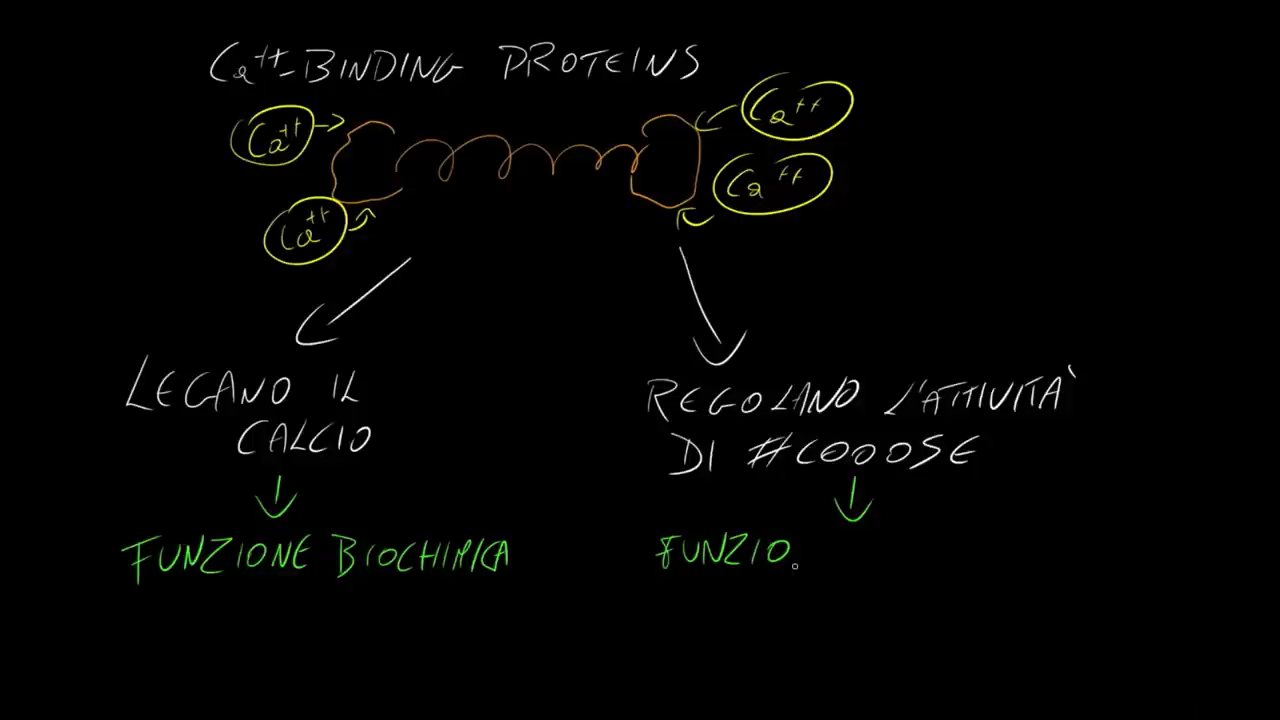 Ca++-BINDING PROTEINS
Ca++
Ca++
Ca++
Ca++
LEGANO IL
CALCIO
REGOLANO L'ATTIVITÀ
DI #COOOSE
FUNZIONE BIOCHIMICA
FUNZIO